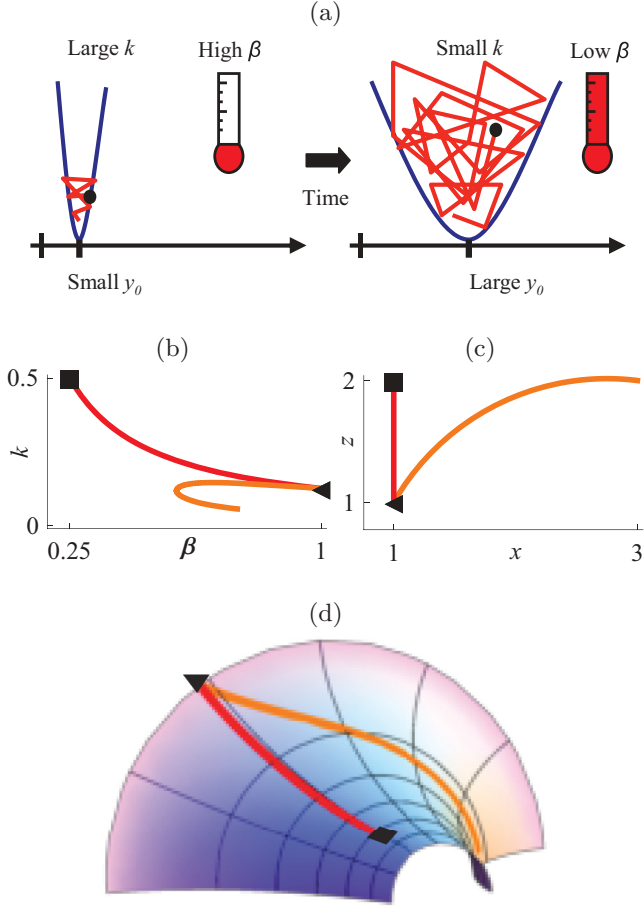 (a)
Large k
High β
Small k
Low β
Time
Small y0
Large y0
(b)
(c)
0.5
k
0
0.25
β
1
2
z
1
1
x
3
(d)